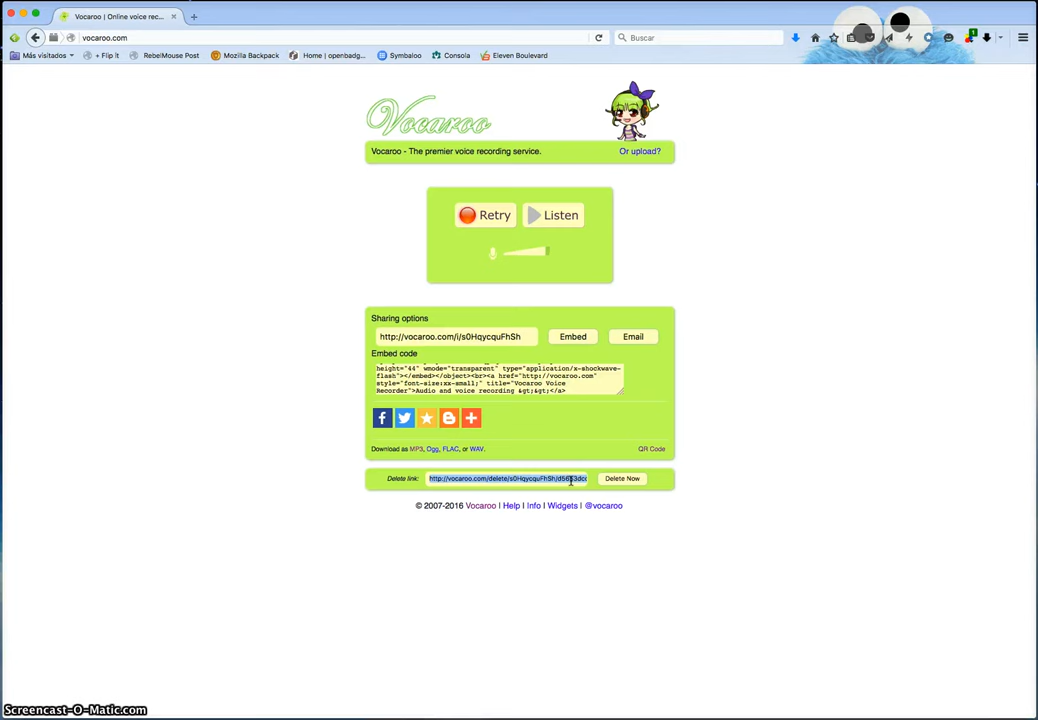 Vocaroo | Online voice rec...
vocaroo.com
Buscar
Más visitados
+ Flip it
RebelMouse Post
Mozilla Backpack
Home | openbadg...
Symbaloo
Consola
Eleven Boulevard
1
Vocaroo
Vocaroo - The premier voice recording service.
Or upload?
Retry
Listen
Sharing options
http://vocaroo.com/i/s0HqycquFhSh
Embed
Email
Embed code
height="44" wmode="transparent" type="application/x-shockwave-
flash"></embed></object><br><a href="http://vocaroo.com"
style="font-size:xx-small;" title="Vocaroo Voice
Recorder">Audio and voice recording &gt;&gt;</a>
Download as MP3, Ogg, FLAC, or WAV.
QR Code
Delete link:
Delete Now
© 2007-2016 Vocaroo | Help | Info | Widgets | @vocaroo
Screencast-O-Matic.com